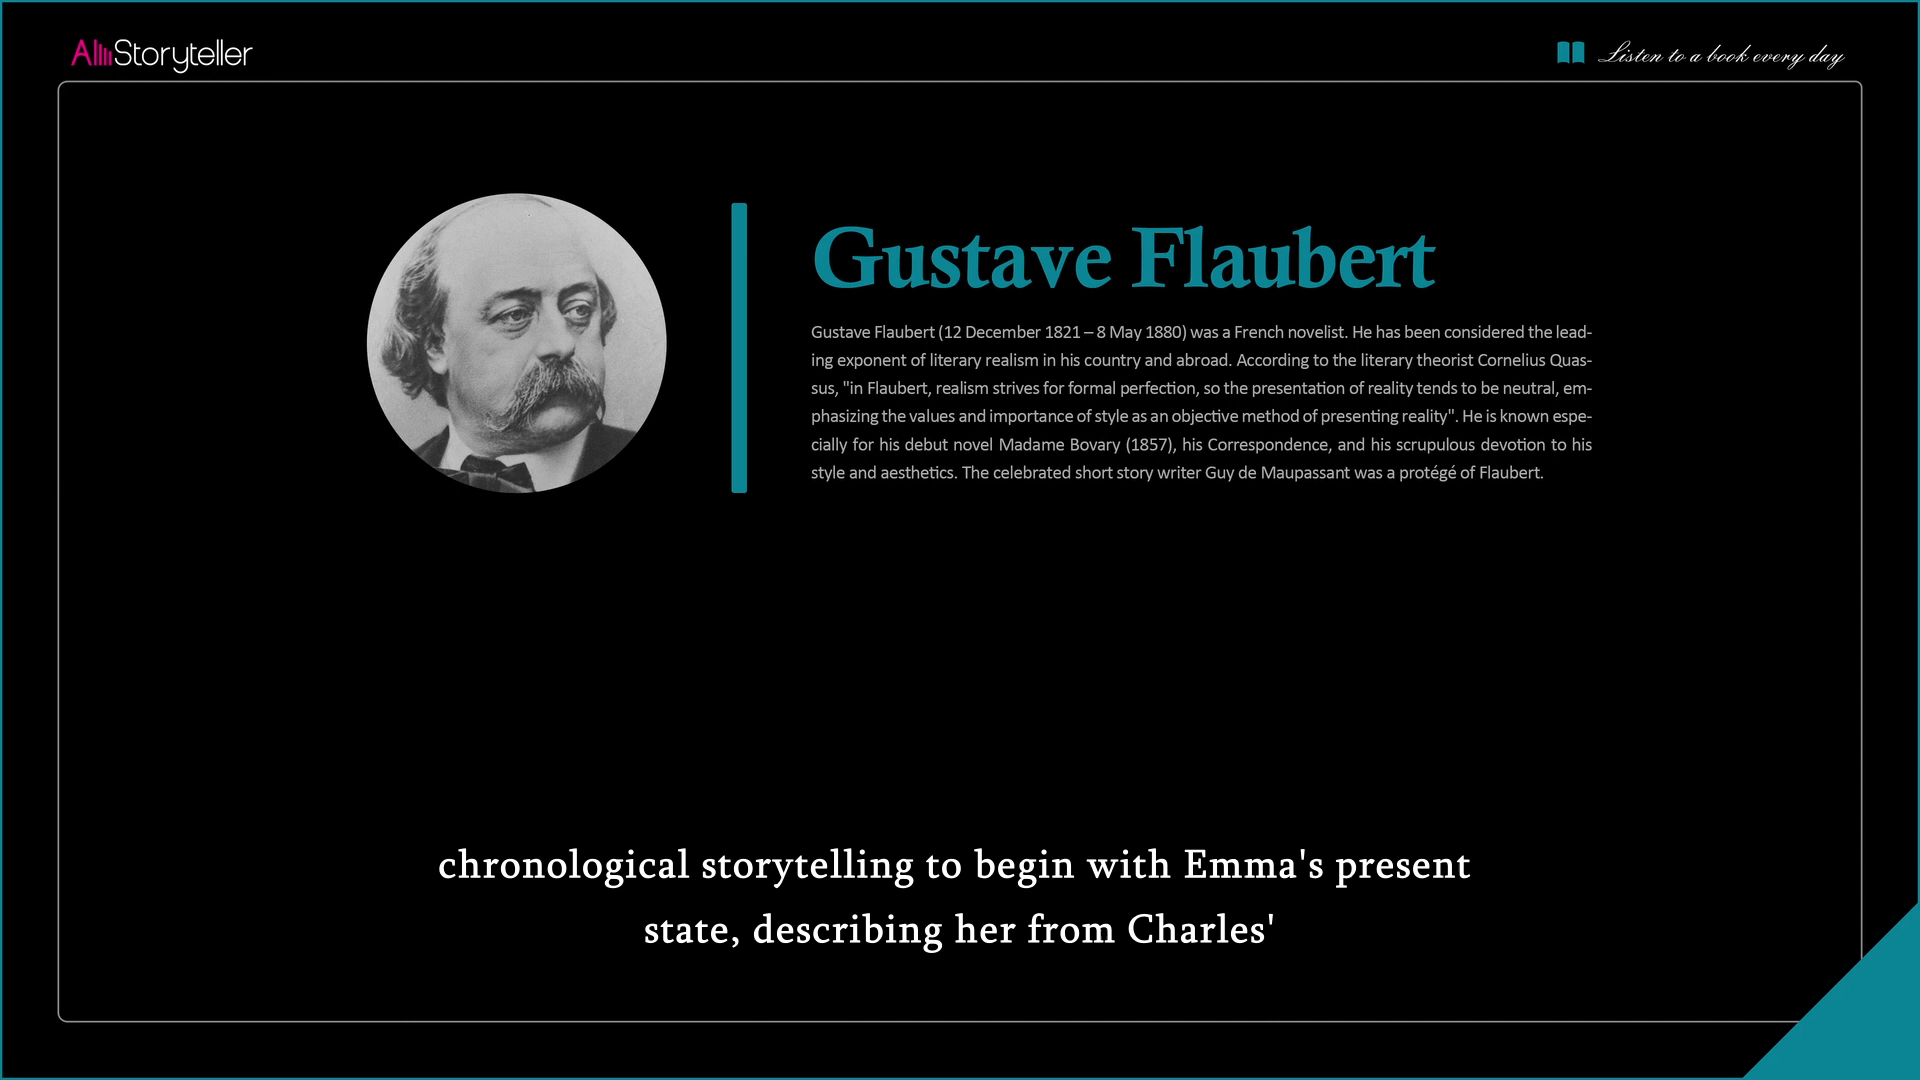 AllStoryteller
Listen to a book every day
Gustave Flaubert
Gustave Flaubert (12 December 1821 – 8 May 1880) was a French novelist. He has been considered the lead-
ing exponent of literary realism in his country and abroad. According to the literary theorist Cornelius Quas-
sus, "in Flaubert, realism strives for formal perfection, so the presentation of reality tends to be neutral, em-
phasizing the values and importance of style as an objective method of presenting reality". He is known espe-
cially for his debut novel Madame Bovary (1857), his Correspondence, and his scrupulous devotion to his
style and aesthetics. The celebrated short story writer Guy de Maupassant was a protégé of Flaubert.
chronological storytelling to begin with Emma's present
state, describing her from Charles'